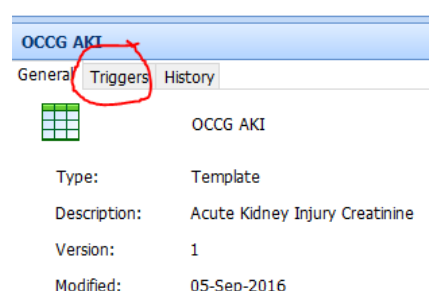 OCCG AKI
General Triggers History
OCCG AKI
Type: Template
Description: Acute Kidney Injury Creatinine
Version: 1
Modified: 05-Sep-2016